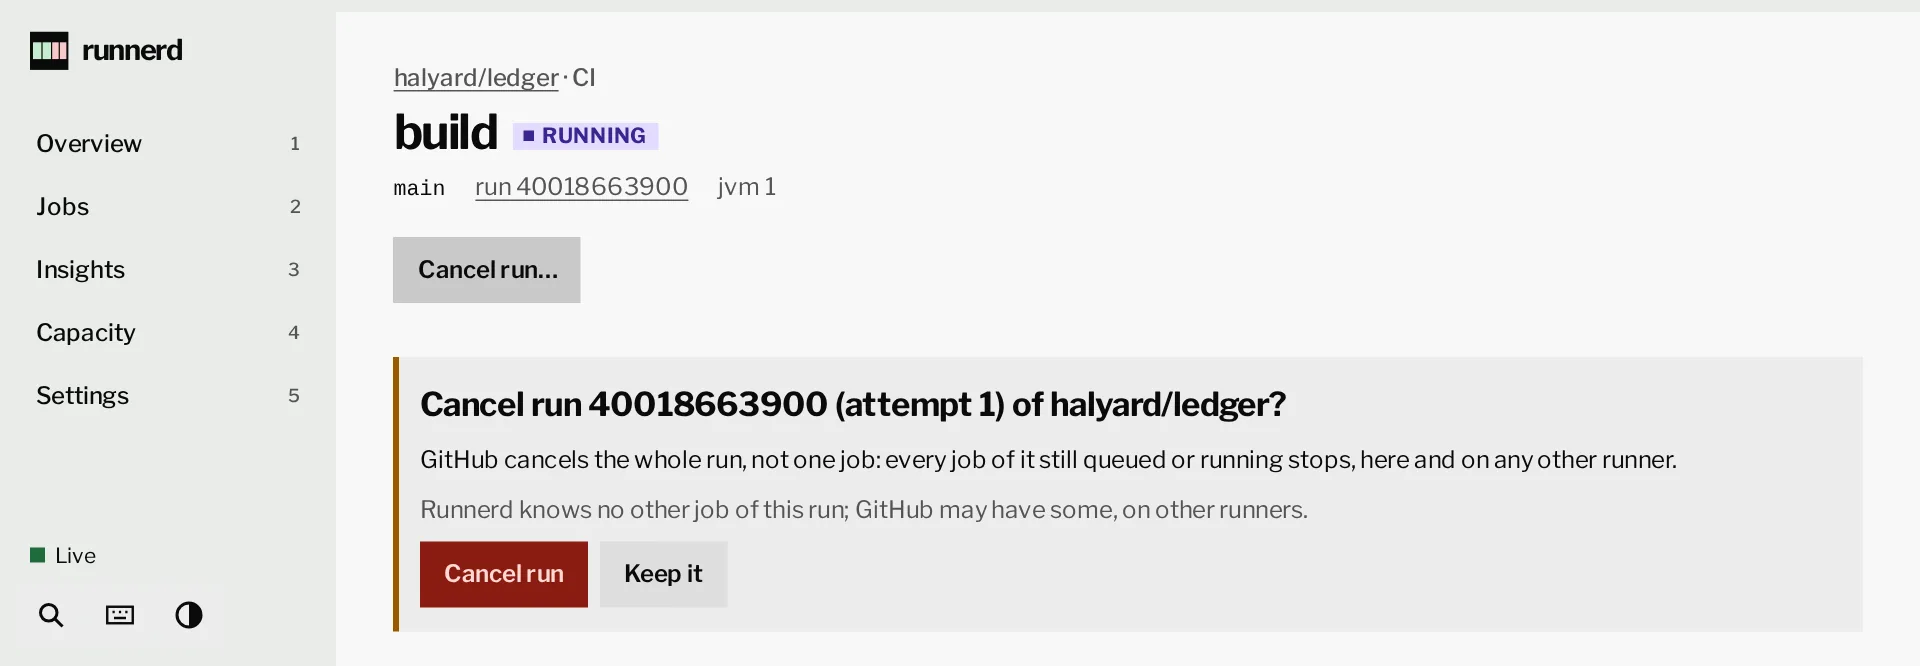 runnerd
Overview 1
Jobs 2
Insights 3
Capacity 4
Settings 5
Live
halyard/ledger · CI
build RUNNING
main run 40018663900 jvm 1
Cancel run...
Cancel run 40018663900 (attempt 1) of halyard/ledger?
GitHub cancels the whole run, not one job: every job of it still queued or running stops, here and on any other runner.
Runnerd knows no other job of this run; GitHub may have some, on other runners.
Cancel run Keep it